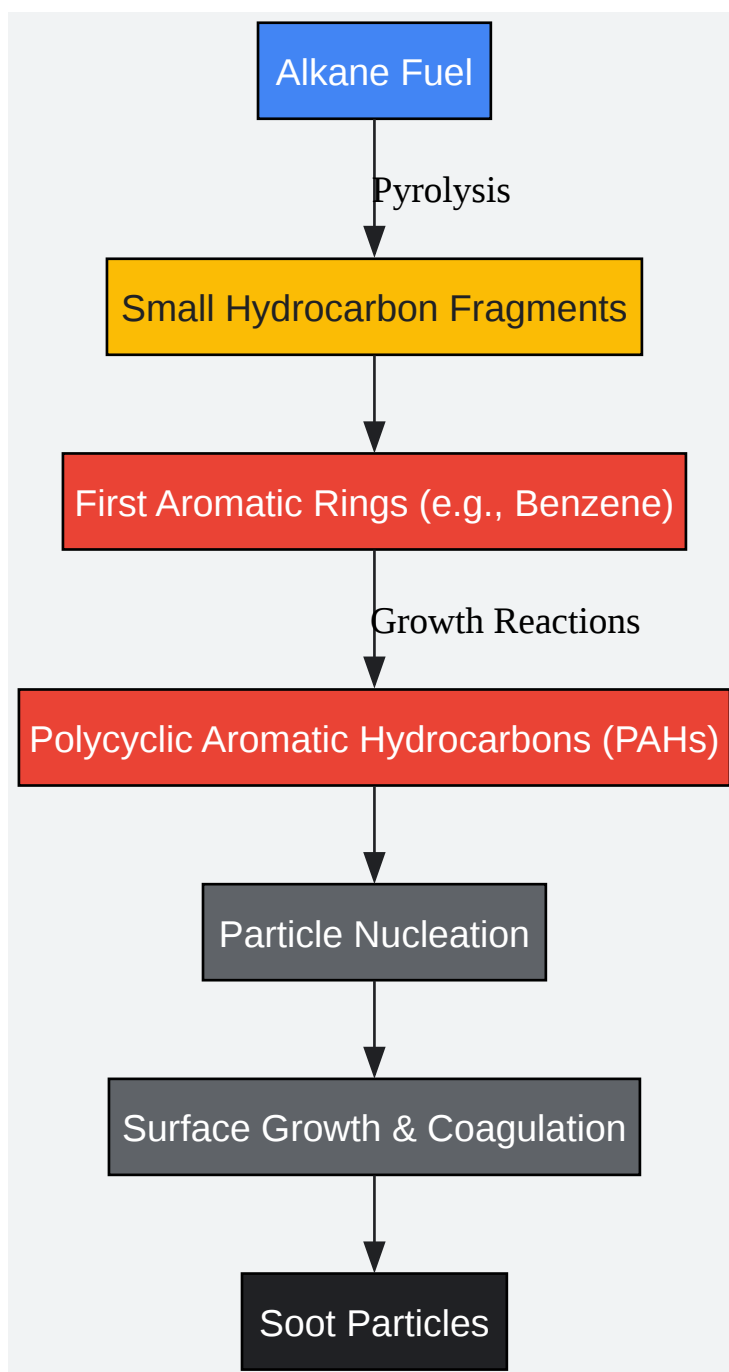 Alkane Fuel
Pyrolysis
Small Hydrocarbon Fragments
First Aromatic Rings (e.g., Benzene)
Growth Reactions
Polycyclic Aromatic Hydrocarbons (PAHs)
Particle Nucleation
Surface Growth & Coagulation
Soot Particles